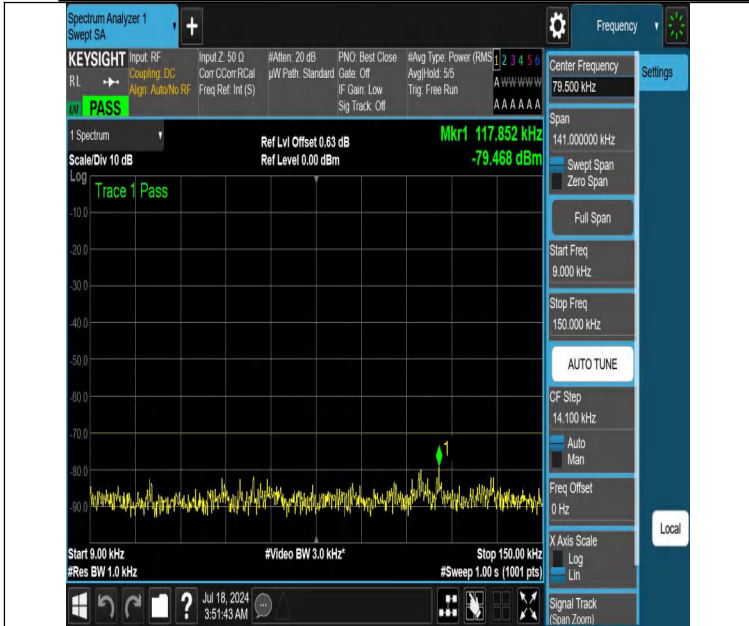 Spectrum Analyzer 1
Swept SA
+
Frequency
KEYSIGHT
RL
PASS
Input: RF
Coupling: DC
Align: Auto/No RF
Input Z: 50 Ω
Corr CCorr RCal
Freq Ref: Int (S)
#Atten: 20 dB
µW Path: Standard
PNO: Best Close
Gate: Off
IF Gain: Low
Sig Track: Off
#Avg Type: Power (RMS
Avg|Hold: 5/5
Trig: Free Run
1 2 3 4 5 6
A W W W W W
A A A A A A
1 Spectrum
Scale/Div 10 dB
Ref Lvl Offset 0.63 dB
Ref Level 0.00 dBm
Mkr1 117.852 kHz
-79.468 dBm
Log
Trace 1 Pass
-10.0
-20.0
-30.0
-40.0
-50.0
-60.0
-70.0
-80.0
-90.0
1
Start 9.00 kHz
#Res BW 1.0 kHz
#Video BW 3.0 kHz*
Stop 150.00 kHz
#Sweep 1.00 s (1001 pts)
Jul 18, 2024
3:51:43 AM
Center Frequency
79.500 kHz
Settings
Span
141.000000 kHz
Swept Span
Zero Span
Full Span
Start Freq
9.000 kHz
Stop Freq
150.000 kHz
AUTO TUNE
CF Step
14.100 kHz
Auto
Man
Freq Offset
0 Hz
X Axis Scale
Log
Lin
Local
Signal Track
(Span Zoom)